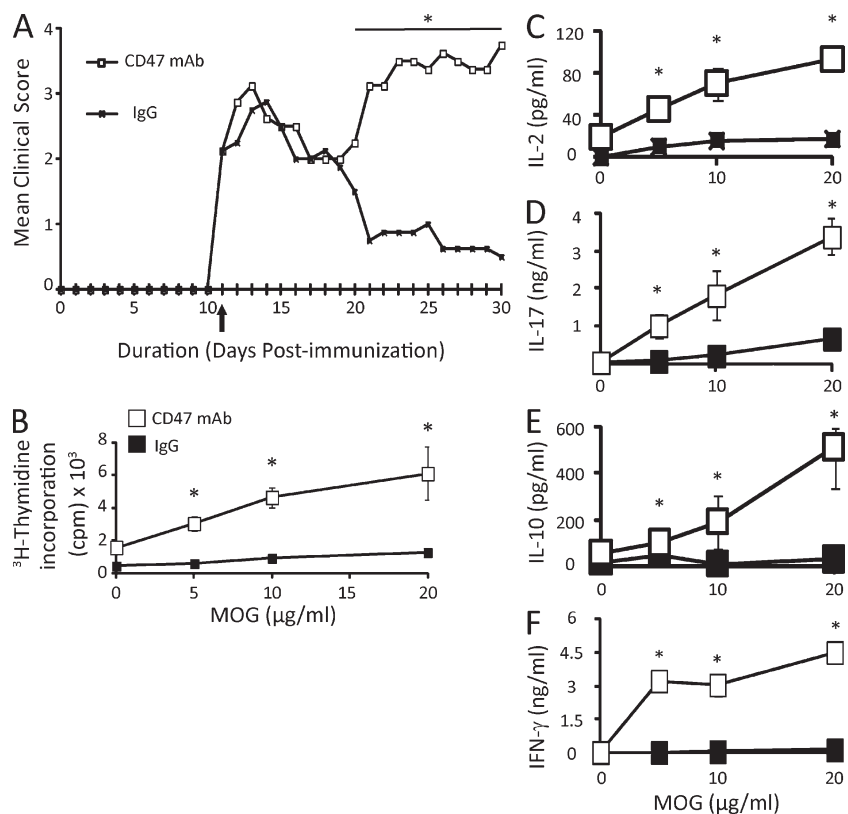 A
Mean Clinical Score
4
3
2
1
0
*
CD47 mAb
IgG
0 5 10 15 20 25 30
Duration (Days Post-immunization)
B
CD47 mAb
IgG
³H-Thymidine
incorporation
(cpm) x 10³
8
6
4
2
0
* * *
0 5 10 15 20
MOG (µg/ml)
C
IL-2 (pg/ml)
120
80
40
0
* * *
0 10 20
D
IL-17 (ng/ml)
4
3
2
1
* * *
0 10 20
E
IL-10 (pg/ml)
600
400
200
0
* * *
0 10 20
F
IFN-γ (ng/ml)
6
4.5
3
1.5
0
* * *
0 10 20
MOG (µg/ml)